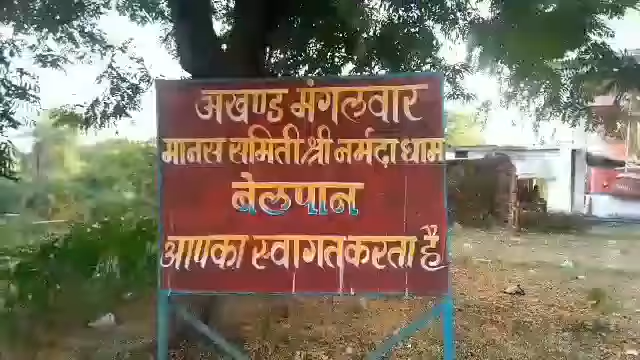 अखण्ड मंगलवार
मानस समिती श्री नर्मदा धाम
बेलपान
आपका स्वागत करता है